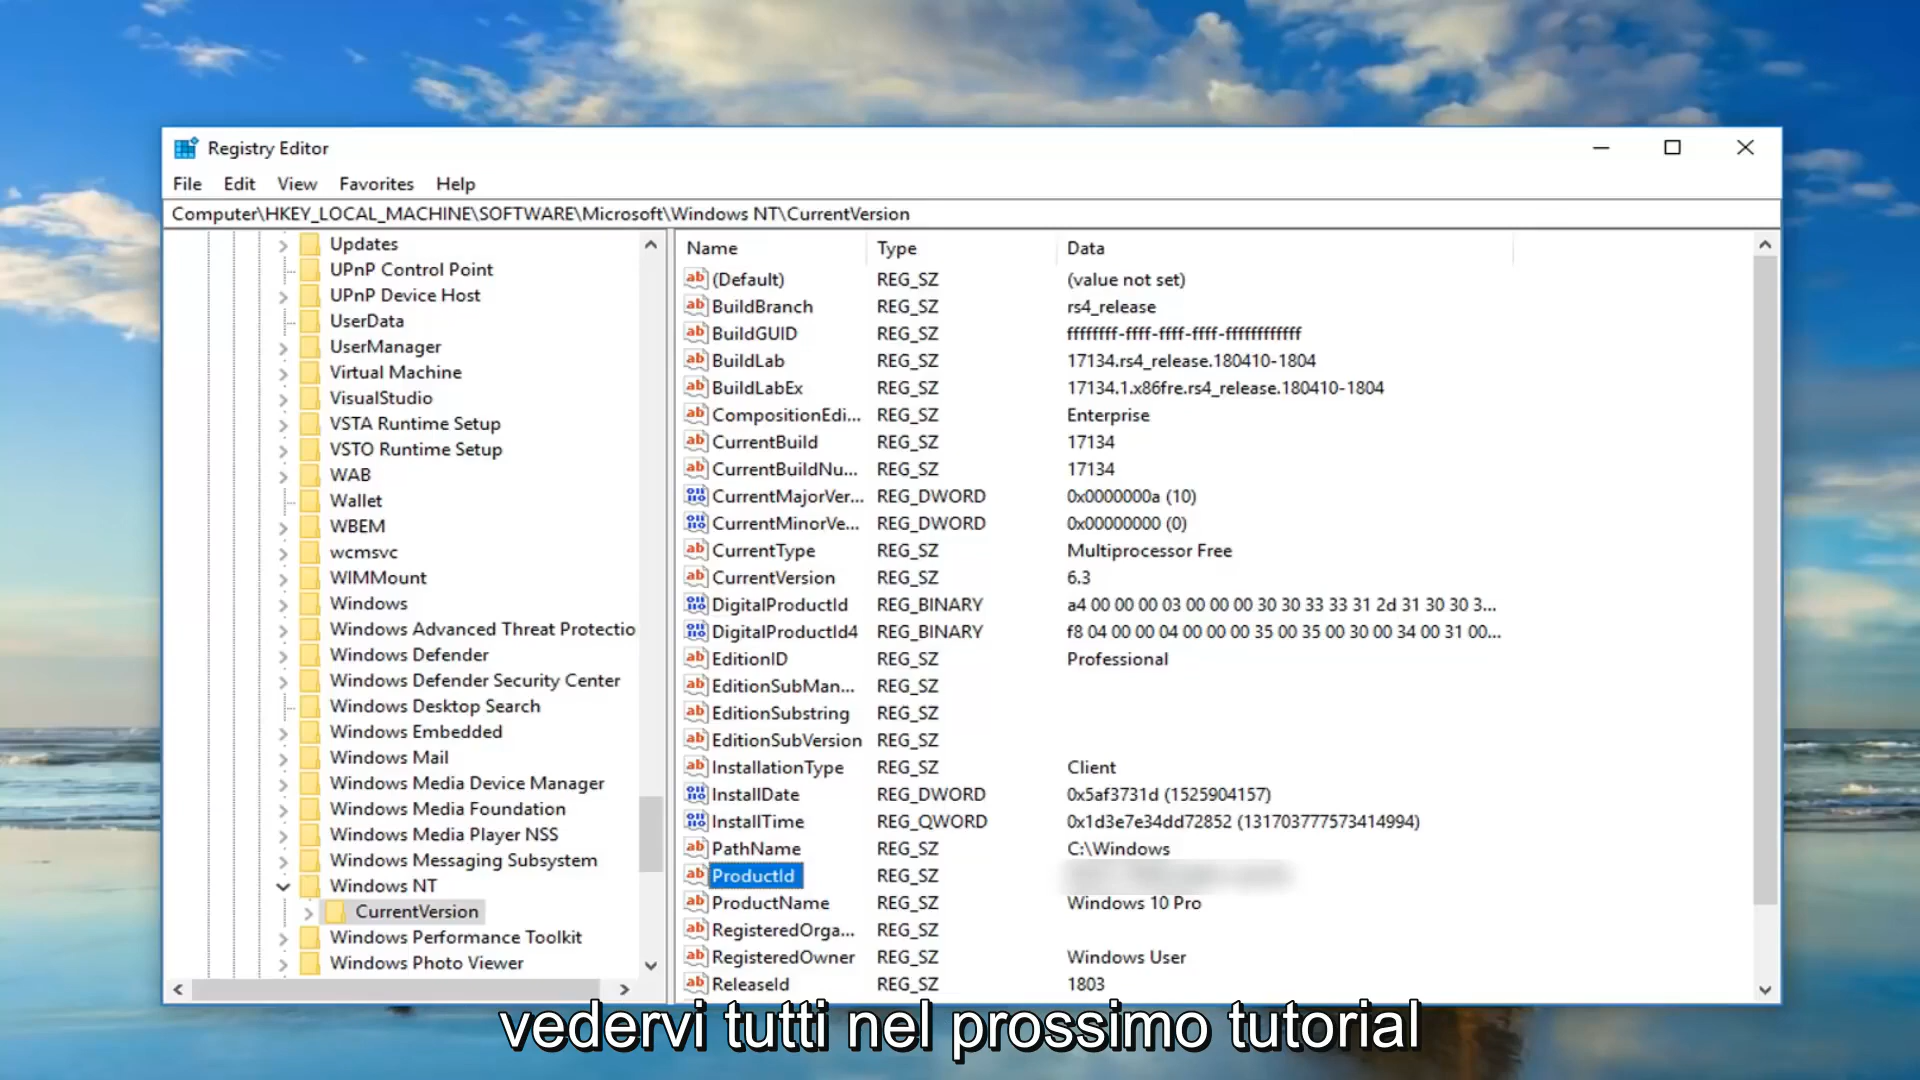 Registry Editor
File Edit View Favorites Help
Computer\HKEY_LOCAL_MACHINE\SOFTWARE\Microsoft\Windows NT\CurrentVersion
Updates
UPnP Control Point
UPnP Device Host
UserData
UserManager
Virtual Machine
VisualStudio
VSTA Runtime Setup
VSTO Runtime Setup
WAB
Wallet
WBEM
wcmsvc
WIMMount
Windows
Windows Advanced Threat Protectio
Windows Defender
Windows Defender Security Center
Windows Desktop Search
Windows Embedded
Windows Mail
Windows Media Device Manager
Windows Media Foundation
Windows Media Player NSS
Windows Messaging Subsystem
Windows NT
CurrentVersion
Windows Performance Toolkit
Windows Photo Viewer
Name Type Data
(Default) REG_SZ (value not set)
BuildBranch REG_SZ rs4_release
BuildGUID REG_SZ ffffffff-ffff-ffff-ffff-ffffffffffff
BuildLab REG_SZ 17134.rs4_release.180410-1804
BuildLabEx REG_SZ 17134.1.x86fre.rs4_release.180410-1804
CompositionEdi... REG_SZ Enterprise
CurrentBuild REG_SZ 17134
CurrentBuildNu... REG_SZ 17134
CurrentMajorVer... REG_DWORD 0x0000000a (10)
CurrentMinorVe... REG_DWORD 0x00000000 (0)
CurrentType REG_SZ Multiprocessor Free
CurrentVersion REG_SZ 6.3
DigitalProductId REG_BINARY a4 00 00 00 03 00 00 00 30 30 33 33 31 2d 31 30 30 3...
DigitalProductId4 REG_BINARY f8 04 00 00 04 00 00 00 35 00 35 00 30 00 34 00 31 00...
EditionID REG_SZ Professional
EditionSubMan... REG_SZ
EditionSubstring REG_SZ
EditionSubVersion REG_SZ
InstallationType REG_SZ Client
InstallDate REG_DWORD 0x5af3731d (1525904157)
InstallTime REG_QWORD 0x1d3e7e34dd72852 (131703777573414994)
PathName REG_SZ C:\Windows
ProductId REG_SZ
ProductName REG_SZ Windows 10 Pro
RegisteredOrga... REG_SZ
RegisteredOwner REG_SZ Windows User
ReleaseId REG_SZ 1803
vedervi tutti nel prossimo tutorial